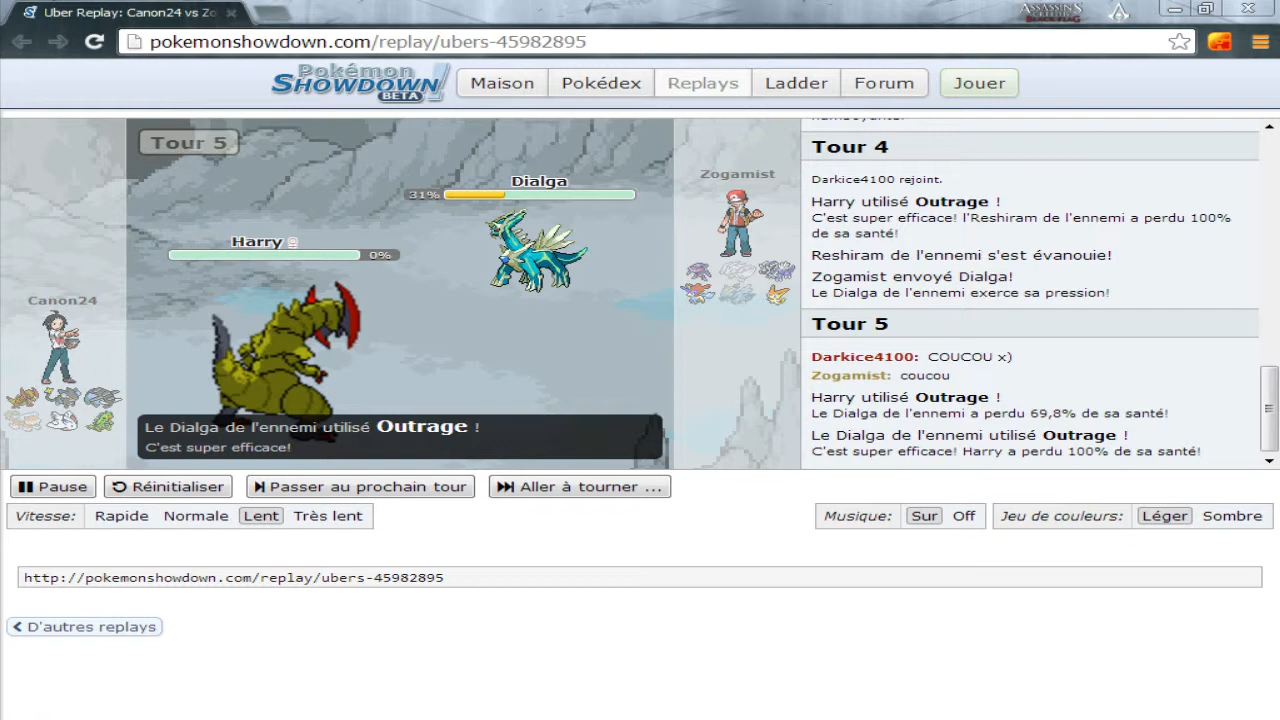 Uber Replay: Canon24 vs Zo
ASSASSIN'S
BLACK FLAG
pokemonshowdown.com/replay/ubers-45982895
Pokémon
SHOWDOWN!
BETA
Maison
Pokédex
Replays
Ladder
Forum
Jouer
Tour 5
Dialga
31%
Harry
0%
Canon24
Zogamist
Le Dialga de l'ennemi utilisé Outrage !
C'est super efficace!
Tour 4
Darkice4100 rejoint.
Harry utilisé Outrage !
C'est super efficace! l'Reshiram de l'ennemi a perdu 100%
de sa santé!
Reshiram de l'ennemi s'est évanouie!
Zogamist envoyé Dialga!
Le Dialga de l'ennemi exerce sa pression!
Tour 5
Darkice4100: COUCOU x)
Zogamist: coucou
Harry utilisé Outrage !
Le Dialga de l'ennemi a perdu 69,8% de sa santé!
Le Dialga de l'ennemi utilisé Outrage !
C'est super efficace! Harry a perdu 100% de sa santé!
Pause
Réinitialiser
Passer au prochain tour
Aller à tourner ...
Vitesse:
Rapide
Normale
Lent
Très lent
Musique:
Sur
Off
Jeu de couleurs:
Léger
Sombre
http://pokemonshowdown.com/replay/ubers-45982895
D'autres replays